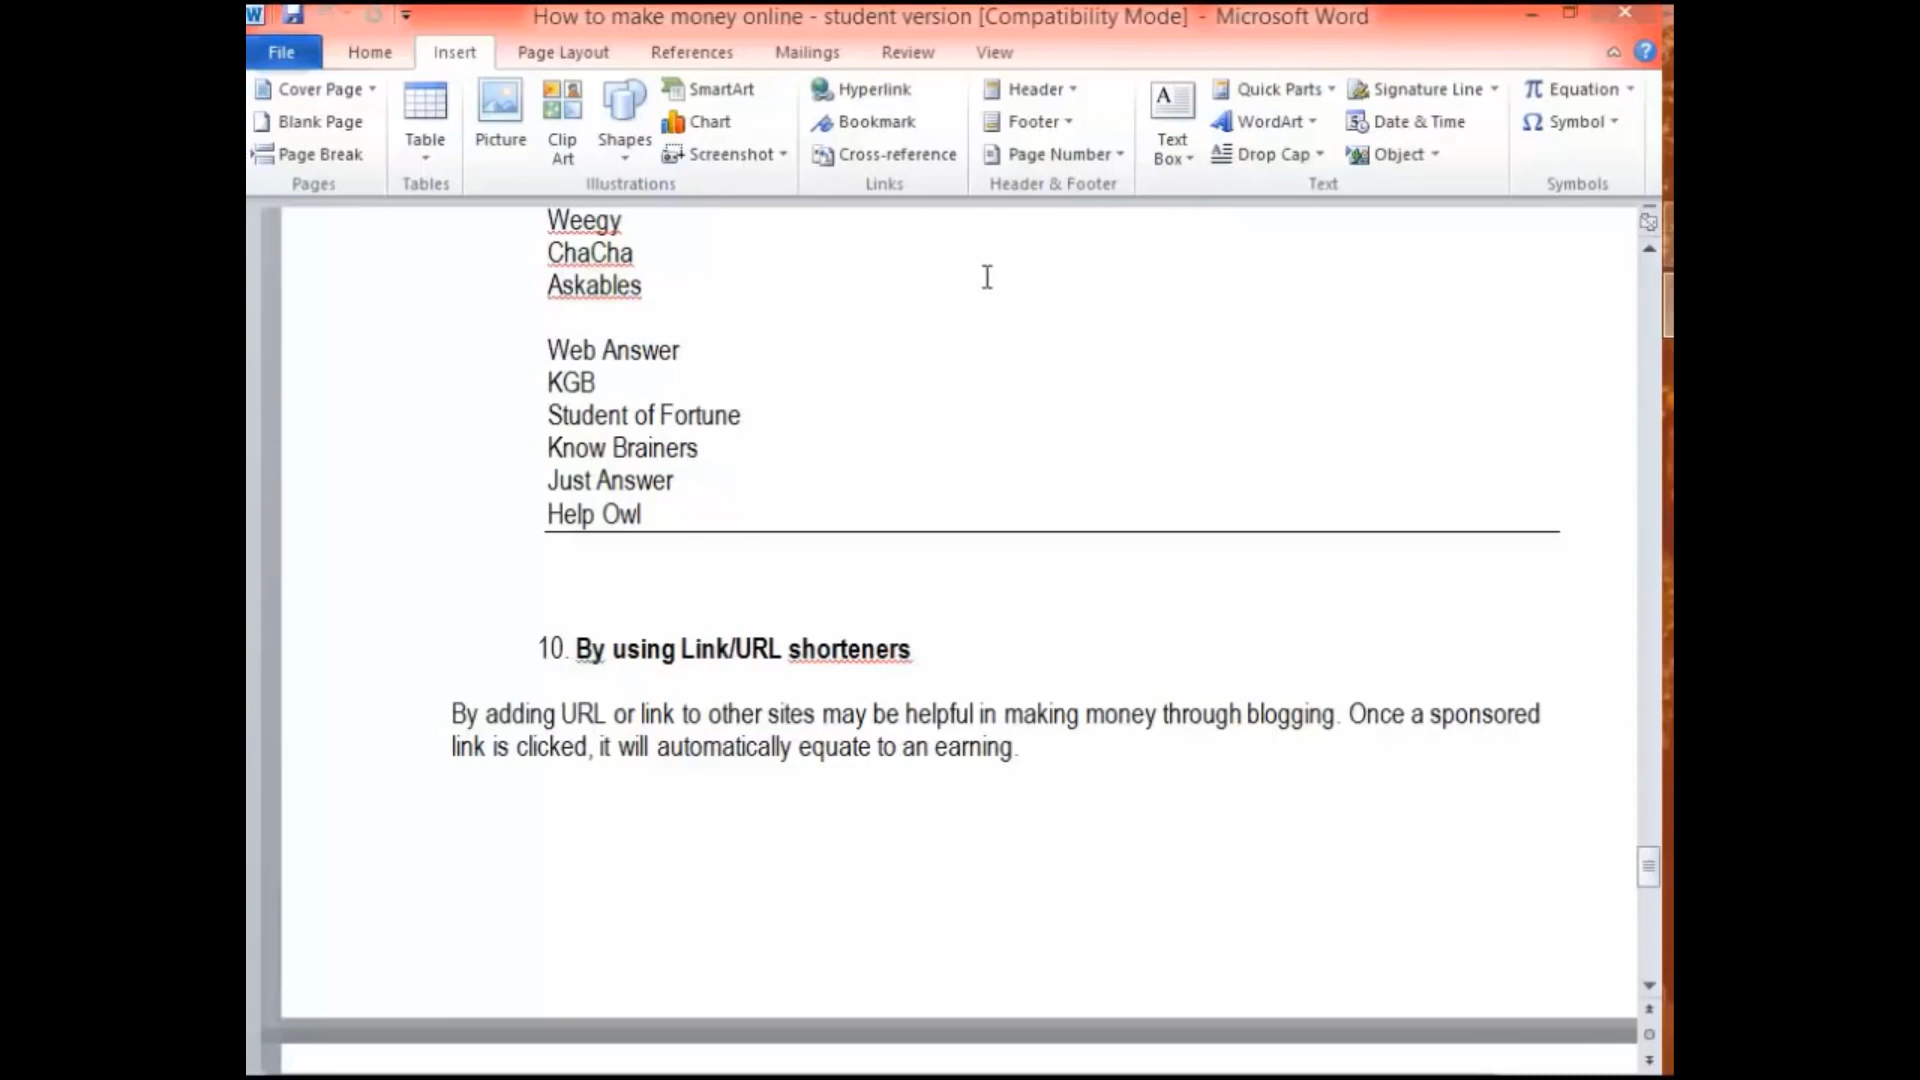 How to make money online - student version [Compatibility Mode] - Microsoft Word
File Home Insert Page Layout References Mailings Review View
Cover Page
Blank Page
Page Break
Pages
Table
Tables
Picture
Clip Art
Shapes
SmartArt
Chart
Screenshot
Illustrations
Hyperlink
Bookmark
Cross-reference
Links
Header
Footer
Page Number
Header & Footer
Text Box
Quick Parts
WordArt
Drop Cap
Signature Line
Date & Time
Object
Text
Equation
Symbol
Symbols
Weegy
ChaCha
Askables
Web Answer
KGB
Student of Fortune
Know Brainers
Just Answer
Help Owl
10. By using Link/URL shorteners
By adding URL or link to other sites may be helpful in making money through blogging. Once a sponsored
link is clicked, it will automatically equate to an earning.